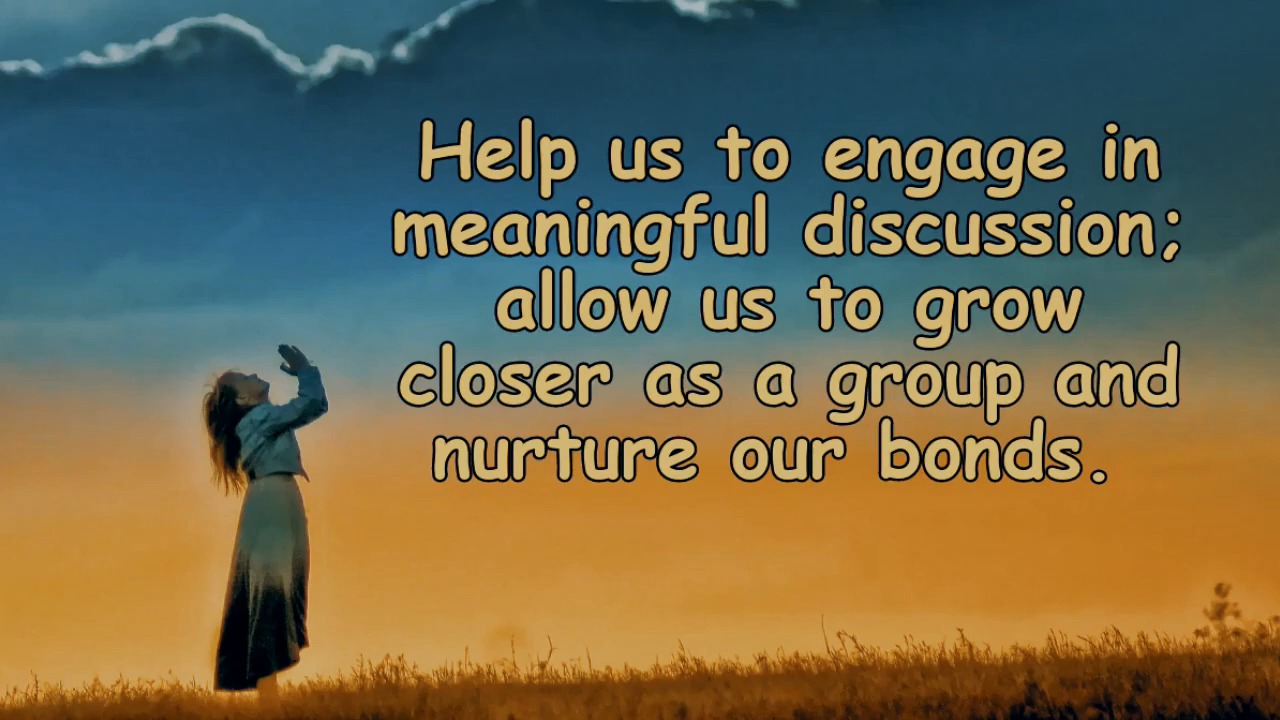 Help us to engage in
meaningful discussion;
allow us to grow
closer as a group and
nurture our bonds.